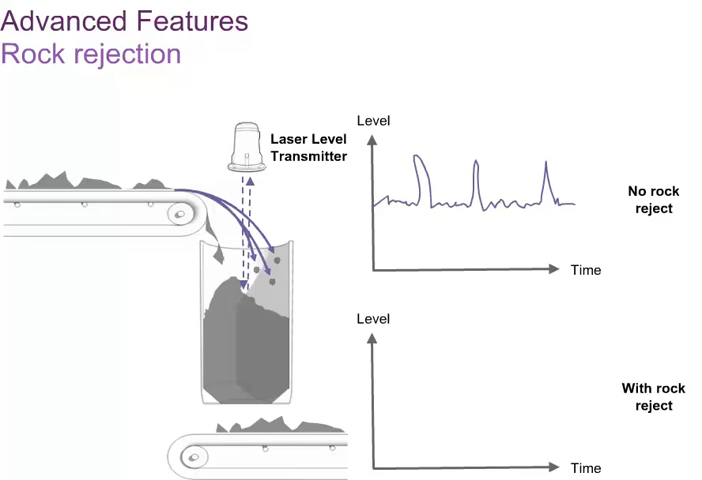 Advanced Features
Rock rejection
Laser Level
Transmitter
Level
Time
No rock
reject
Level
Time
With rock
reject